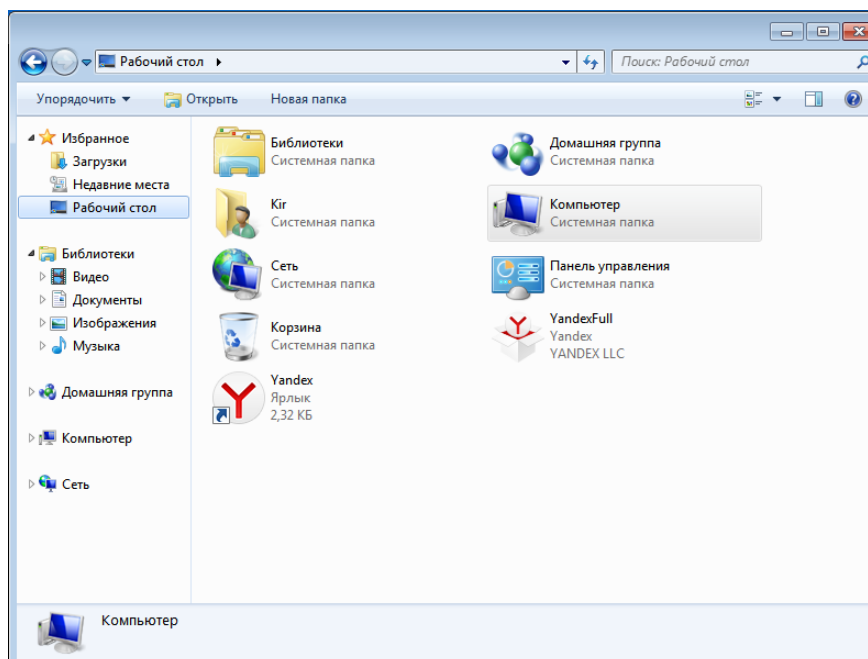 Рабочий стол
Поиск: Рабочий стол
Упорядочить
Открыть
Новая папка
Избранное
Загрузки
Недавние места
Рабочий стол
Библиотеки
Видео
Документы
Изображения
Музыка
Домашняя группа
Компьютер
Сеть
Библиотеки
Системная папка
Домашняя группа
Системная папка
Kir
Системная папка
Компьютер
Системная папка
Сеть
Системная папка
Панель управления
Системная папка
Корзина
Системная папка
YandexFull
Yandex
YANDEX LLC
Yandex
Ярлык
2,32 КБ
Компьютер